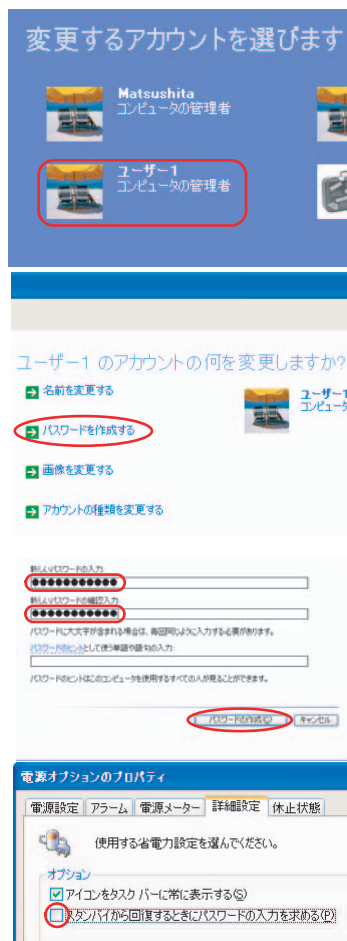 変更するアカウントを選びます
Matsushita
コンピュータの管理者
ユーザー1
コンピュータの管理者
ユーザー1 のアカウントの何を変更しますか?
名前を変更する
ユーザー1
コンピュータ
パスワードを作成する
画像を変更する
アカウントの種類を変更する
新しいパスワードの入力:
●●●●●●●●●●●
新しいパスワードの確認入力:
●●●●●●●●●●●
パスワードに大文字が含まれる場合は、毎回同じように入力する必要があります。
パスワードのヒントとして使う単語や語句の入力:
パスワードのヒントはこのコンピュータを使用するすべての人が見ることができます。
パスワードの作成(C) キャンセル
電源オプションのプロパティ
電源設定 アラーム 電源メーター 詳細設定 休止状態
使用する省電力設定を選んでください。
オプション
アイコンをタスク バーに常に表示する(S)
スタンバイから回復するときにパスワードの入力を求める(P)